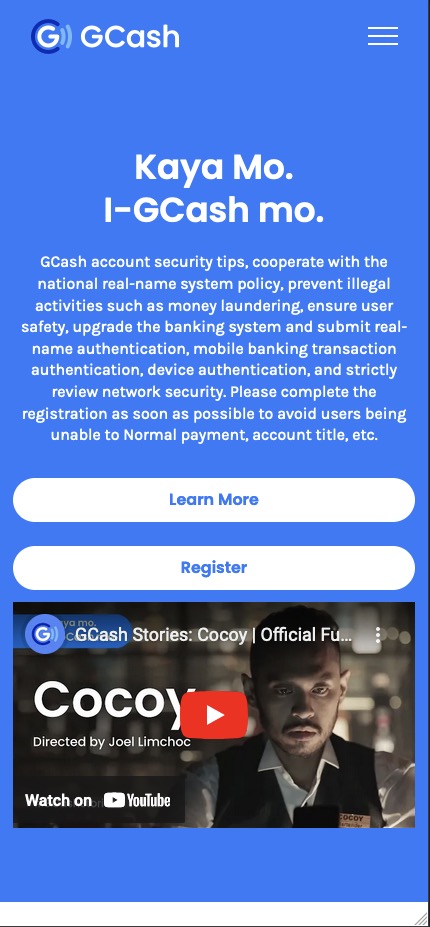 GCash
Kaya Mo.
I-GCash mo.
GCash account security tips, cooperate with the
national real-name system policy, prevent illegal
activities such as money laundering, ensure user
safety, upgrade the banking system and submit real-
name authentication, mobile banking transaction
authentication, device authentication, and strictly
review network security. Please complete the
registration as soon as possible to avoid users being
unable to Normal payment, account title, etc.
Learn More
Register
GCash Stories: Cocoy | Official Fu...
Cocoy
Directed by Joel Limchoc
COCOY
Watch on YouTube